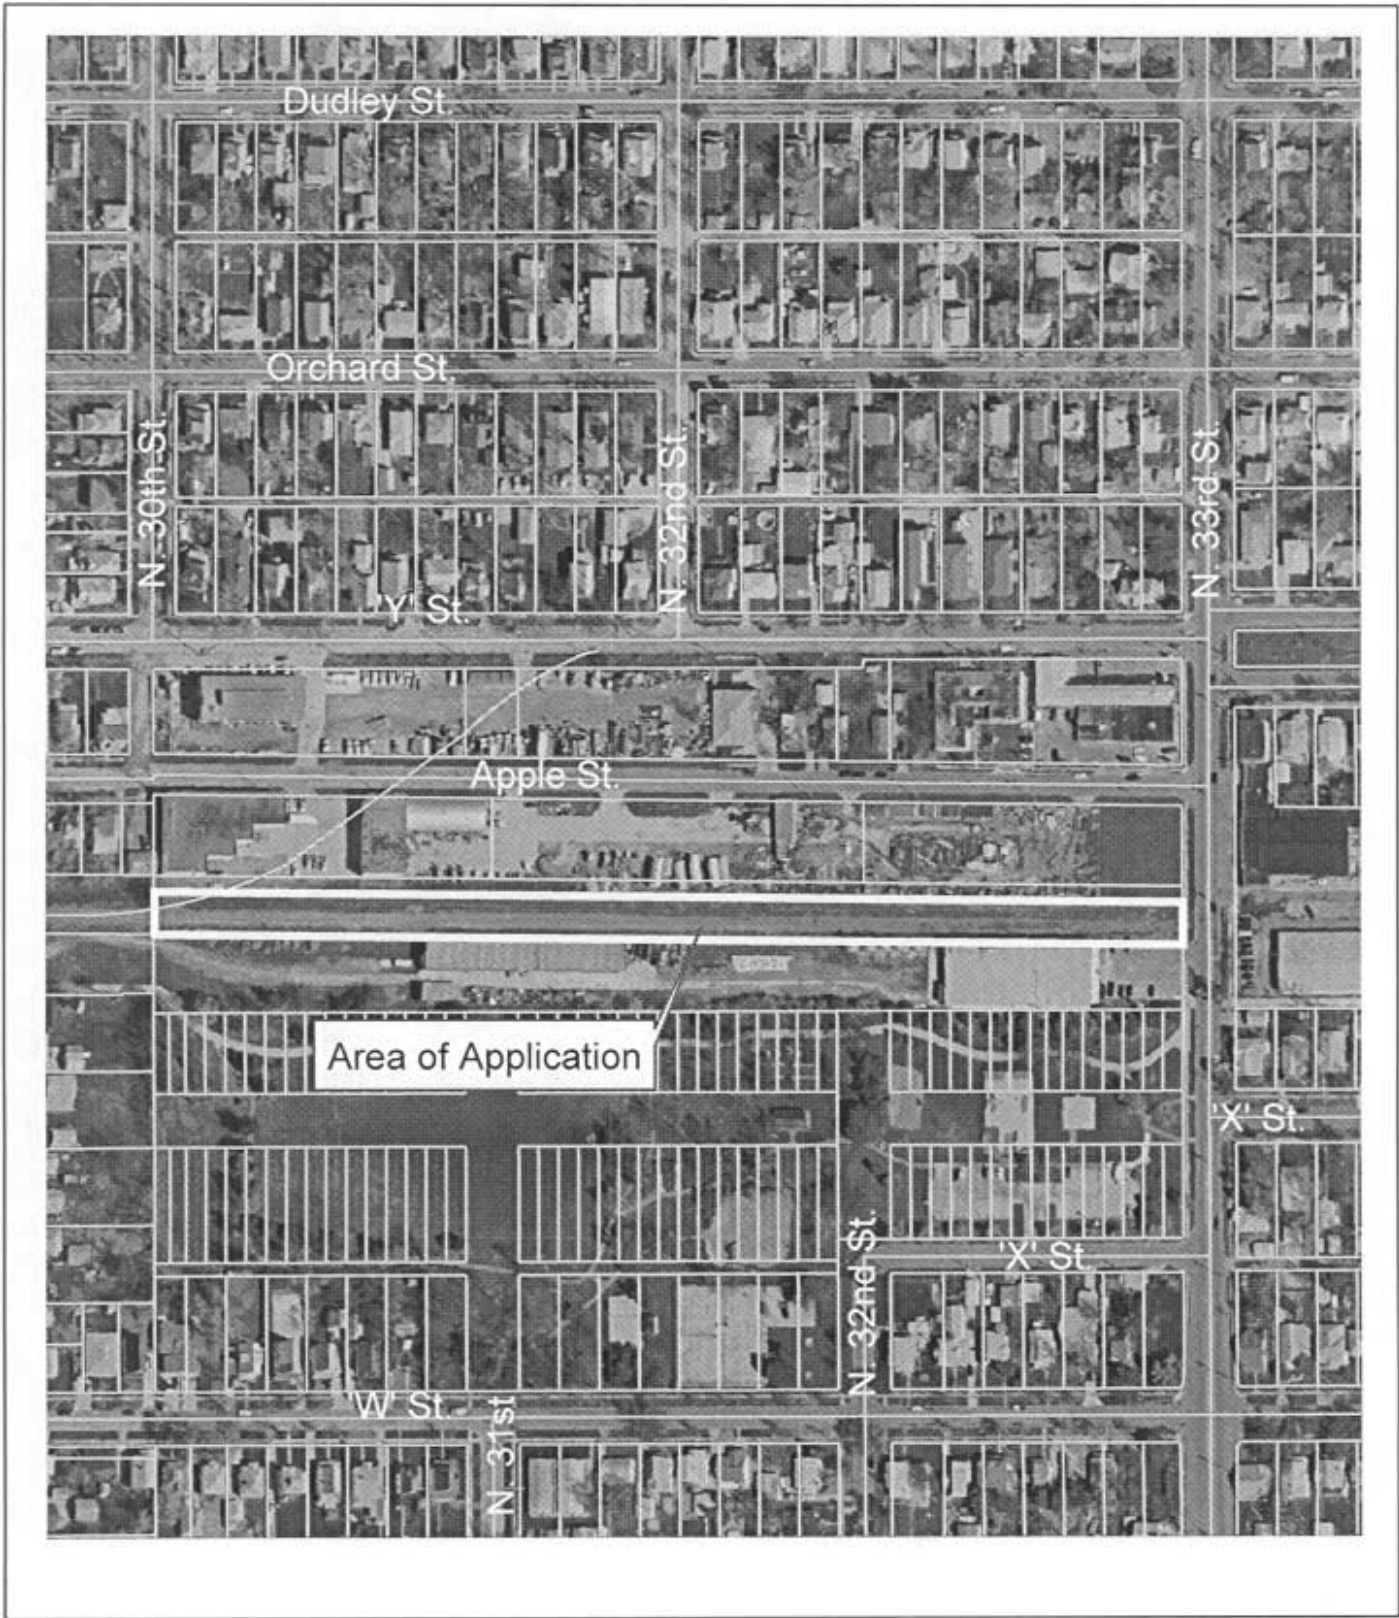 Dudley St.
Orchard St.
N. 30th St.
N. 32nd St.
N. 33rd St.
'Y' St.
Apple St.
Area of Application
'X' St.
N. 32nd St.
'X' St.
'W' St.
N. 31st